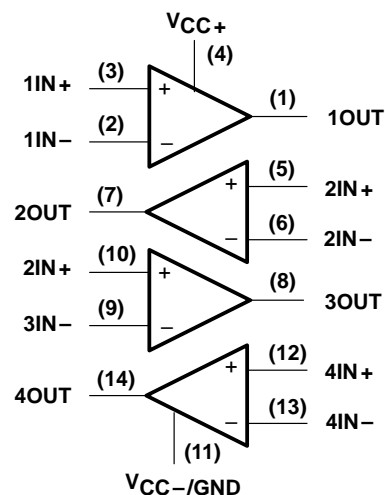 VCC+
(4)
1IN+ (3) + (1) 1OUT
1IN− (2) −
2OUT (7) + (5) 2IN+
− (6) 2IN−
2IN+ (10) + (8) 3OUT
3IN− (9) −
4OUT (14) + (12) 4IN+
− (13) 4IN−
(11)
VCC−/GND